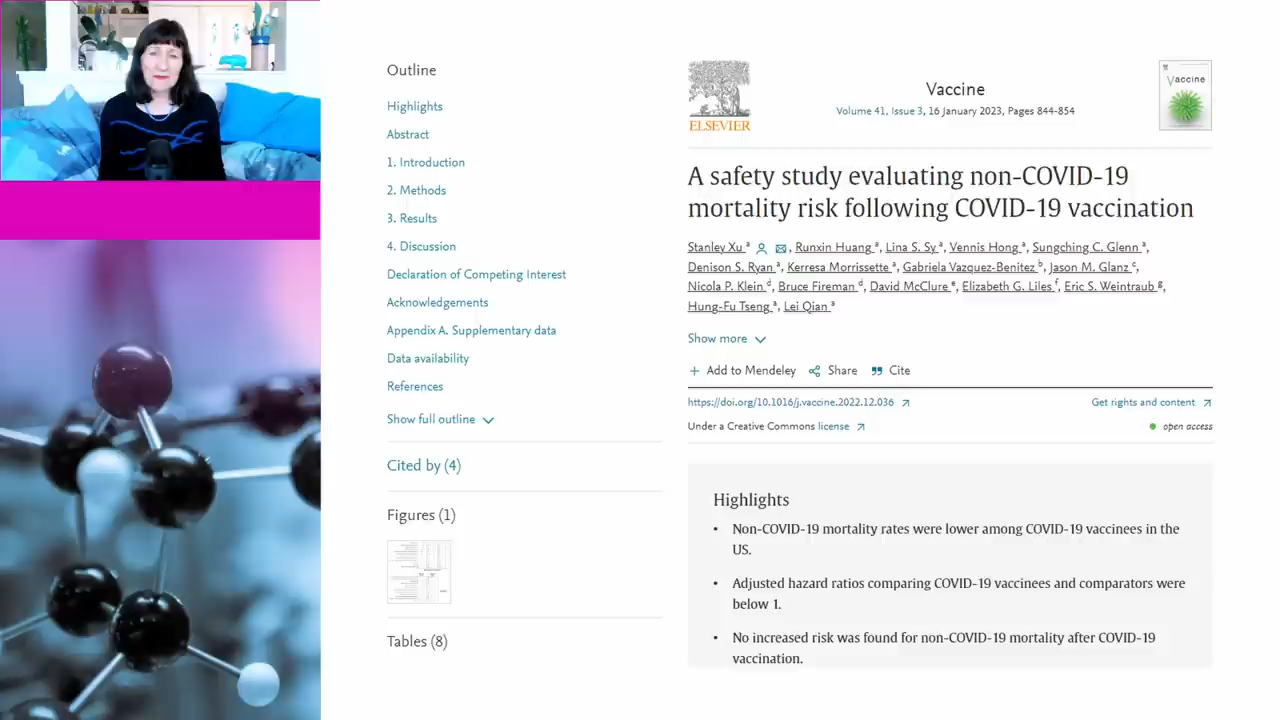 Outline
Highlights
Abstract
1. Introduction
2. Methods
3. Results
4. Discussion
Declaration of Competing Interest
Acknowledgements
Appendix A. Supplementary data
Data availability
References
Show full outline
Cited by (4)
Figures (1)
Tables (8)
ELSEVIER
Vaccine
Volume 41, Issue 3, 16 January 2023, Pages 844-854
Vaccine
A safety study evaluating non-COVID-19
mortality risk following COVID-19 vaccination
Stanley Xu a, Runxin Huang a, Lina S. Sy a, Vennis Hong a, Sungching C. Glenn a,
Denison S. Ryan a, Kerresa Morrissette a, Gabriela Vazquez-Benitez b, Jason M. Glanz c,
Nicola P. Klein d, Bruce Fireman d, David McClure e, Elizabeth G. Liles f, Eric S. Weintraub g,
Hung-Fu Tseng a, Lei Qian a
Show more
+ Add to Mendeley Share Cite
https://doi.org/10.1016/j.vaccine.2022.12.036 Get rights and content
Under a Creative Commons license open access
Highlights
• Non-COVID-19 mortality rates were lower among COVID-19 vaccinees in the
US.
• Adjusted hazard ratios comparing COVID-19 vaccinees and comparators were
below 1.
• No increased risk was found for non-COVID-19 mortality after COVID-19
vaccination.